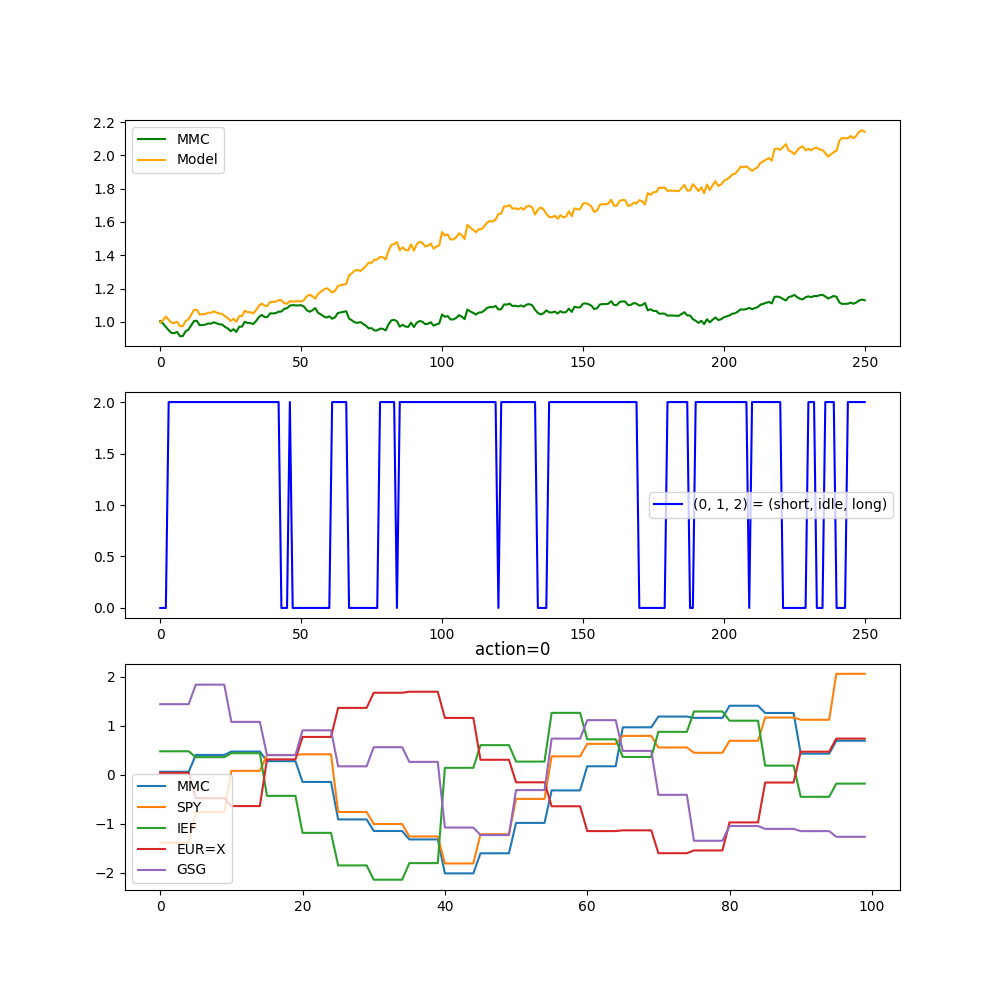 2.2
2.0
1.8
1.6
1.4
1.2
1.0
MMC
Model
0 50 100 150 200 250
2.0
1.5
1.0
0.5
0.0
(0, 1, 2) = (short, idle, long)
0 50 100 150 200 250
action=0
2
1
0
−1
−2
MMC
SPY
IEF
EUR=X
GSG
0 20 40 60 80 100